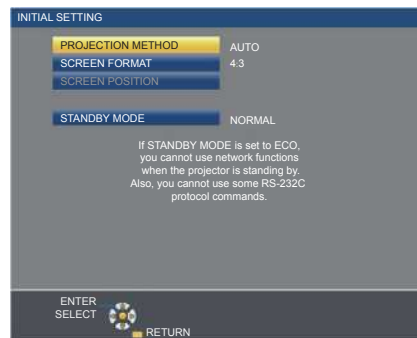 INITIAL SETTING
PROJECTION METHOD AUTO
SCREEN FORMAT 4:3
SCREEN POSITION
STANDBY MODE NORMAL
If STANDBY MODE is set to ECO,
you cannot use network functions
when the projector is standing by.
Also, you cannot use some RS-232C
protocol commands.
ENTER
SELECT
RETURN